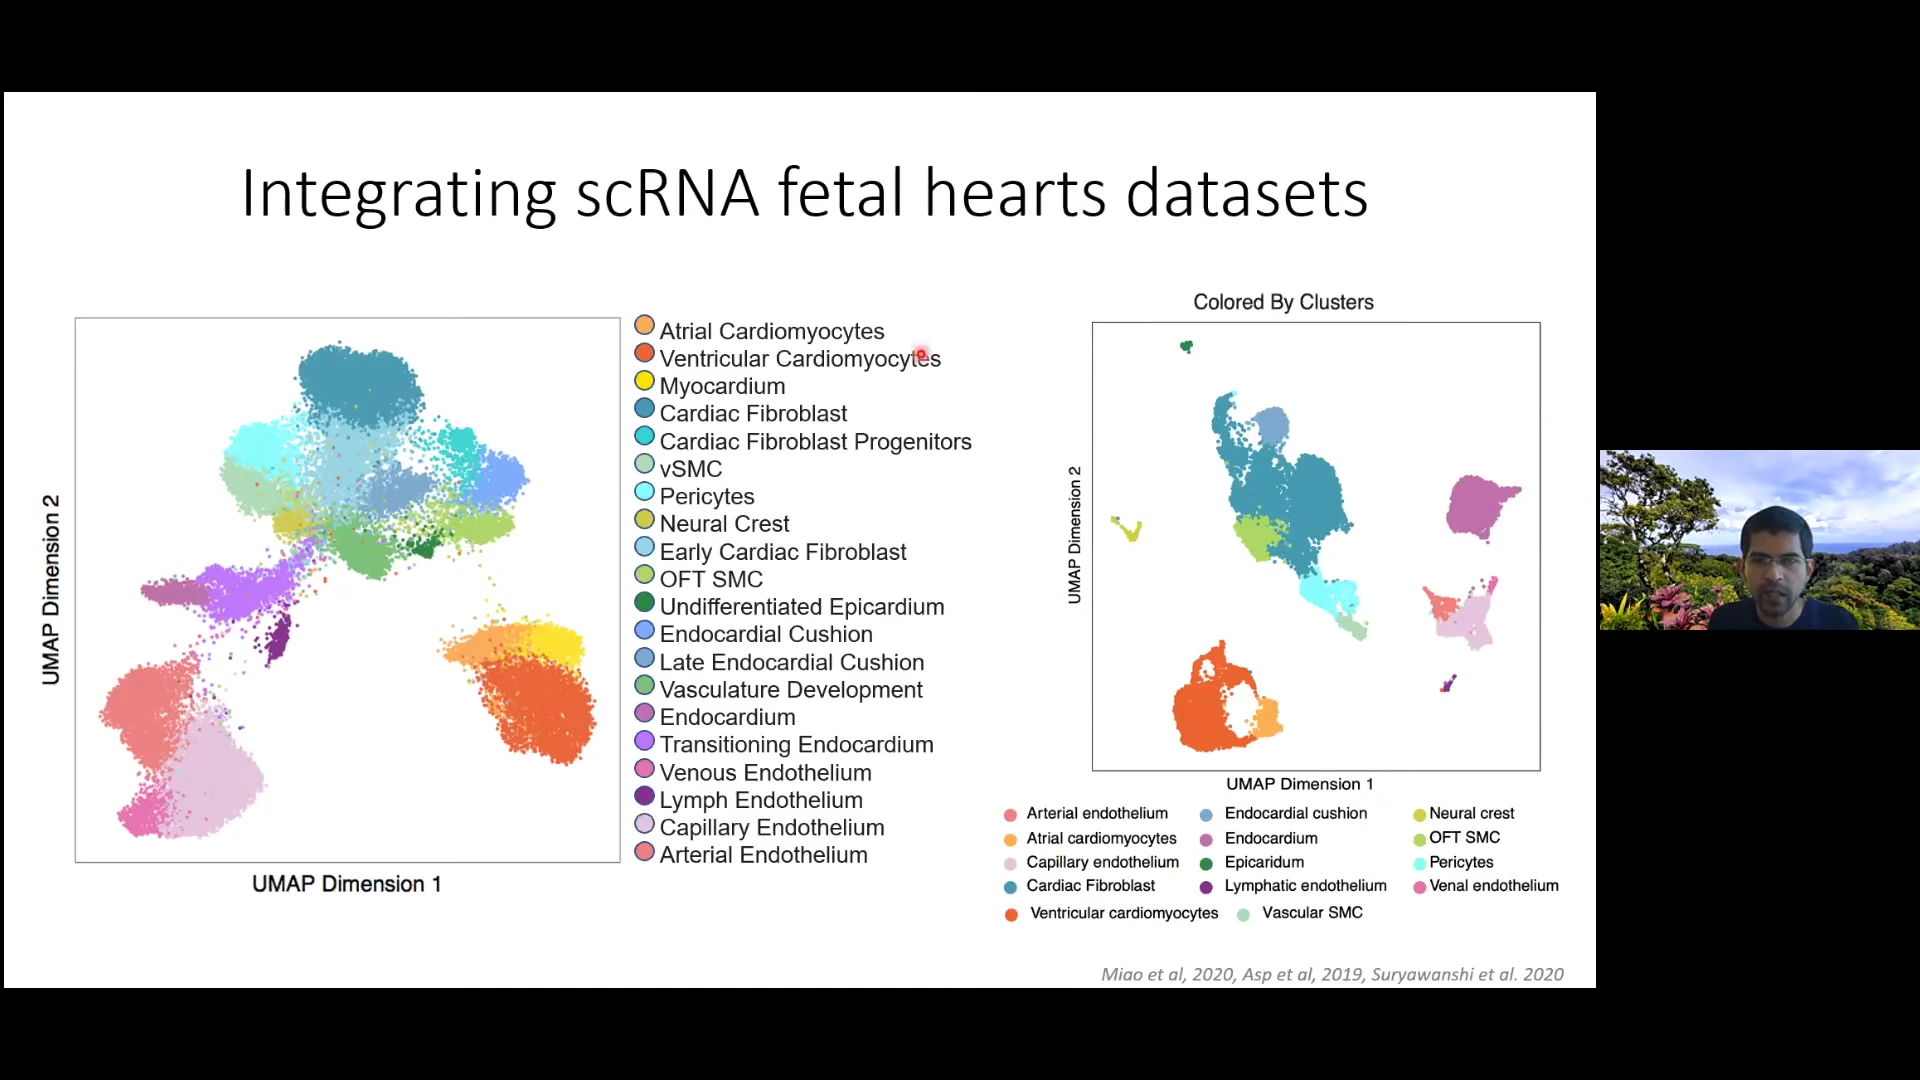 Integrating scRNA fetal hearts datasets
UMAP Dimension 2
UMAP Dimension 1
Atrial Cardiomyocytes
Ventricular Cardiomyocytes
Myocardium
Cardiac Fibroblast
Cardiac Fibroblast Progenitors
vSMC
Pericytes
Neural Crest
Early Cardiac Fibroblast
OFT SMC
Undifferentiated Epicardium
Endocardial Cushion
Late Endocardial Cushion
Vasculature Development
Endocardium
Transitioning Endocardium
Venous Endothelium
Lymph Endothelium
Capillary Endothelium
Arterial Endothelium
Colored By Clusters
UMAP Dimension 2
UMAP Dimension 1
Arterial endothelium
Atrial cardiomyocytes
Capillary endothelium
Cardiac Fibroblast
Ventricular cardiomyocytes
Endocardial cushion
Endocardium
Epicaridum
Lymphatic endothelium
Vascular SMC
Neural crest
OFT SMC
Pericytes
Venal endothelium
Miao et al, 2020, Asp et al, 2019, Suryawanshi et al. 2020